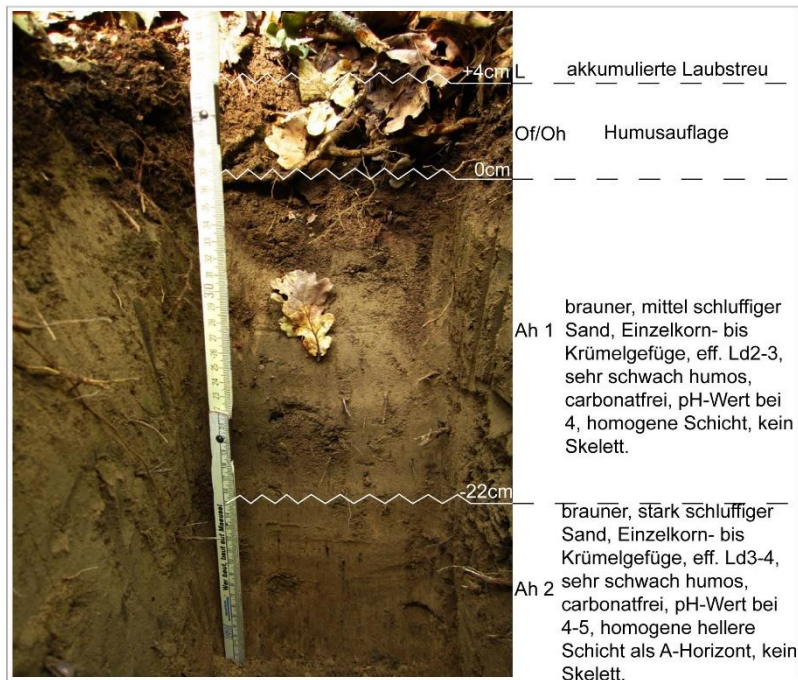 +4cm L akkumulierte Laubstreu
Of/Oh Humusauflage
0cm
Ah 1
brauner, mittel schluffiger
Sand, Einzelkorn- bis
Krümelgefüge, eff. Ld2-3,
sehr schwach humos,
carbonatfrei, pH-Wert bei
4, homogene Schicht, kein
Skelett.
-22cm
Ah 2
brauner, stark schluffiger
Sand, Einzelkorn- bis
Krümelgefüge, eff. Ld3-4,
sehr schwach humos,
carbonatfrei, pH-Wert bei
4-5, homogene hellere
Schicht als A-Horizont, kein
Skelett.
30